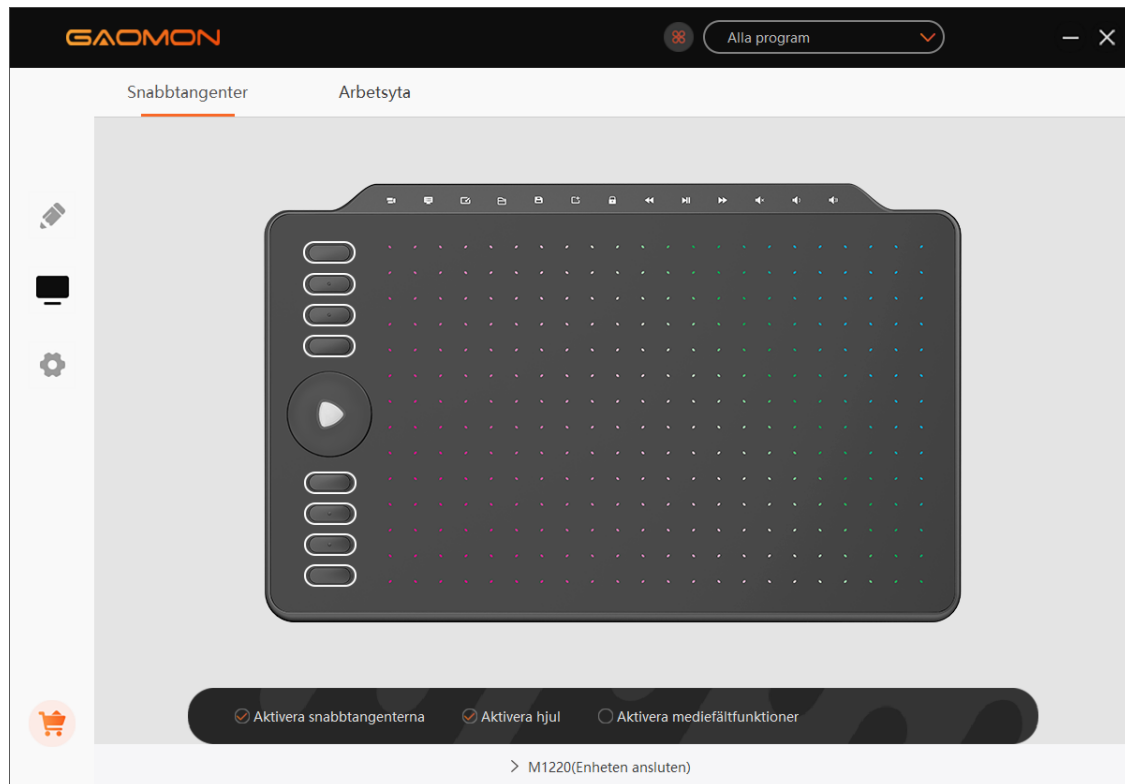 GAOMON
Alla program
Snabbtangenter
Arbetsyta
Aktivera snabbtangenterna
Aktivera hjul
Aktivera mediefältfunktioner
M1220(Enheten ansluten)